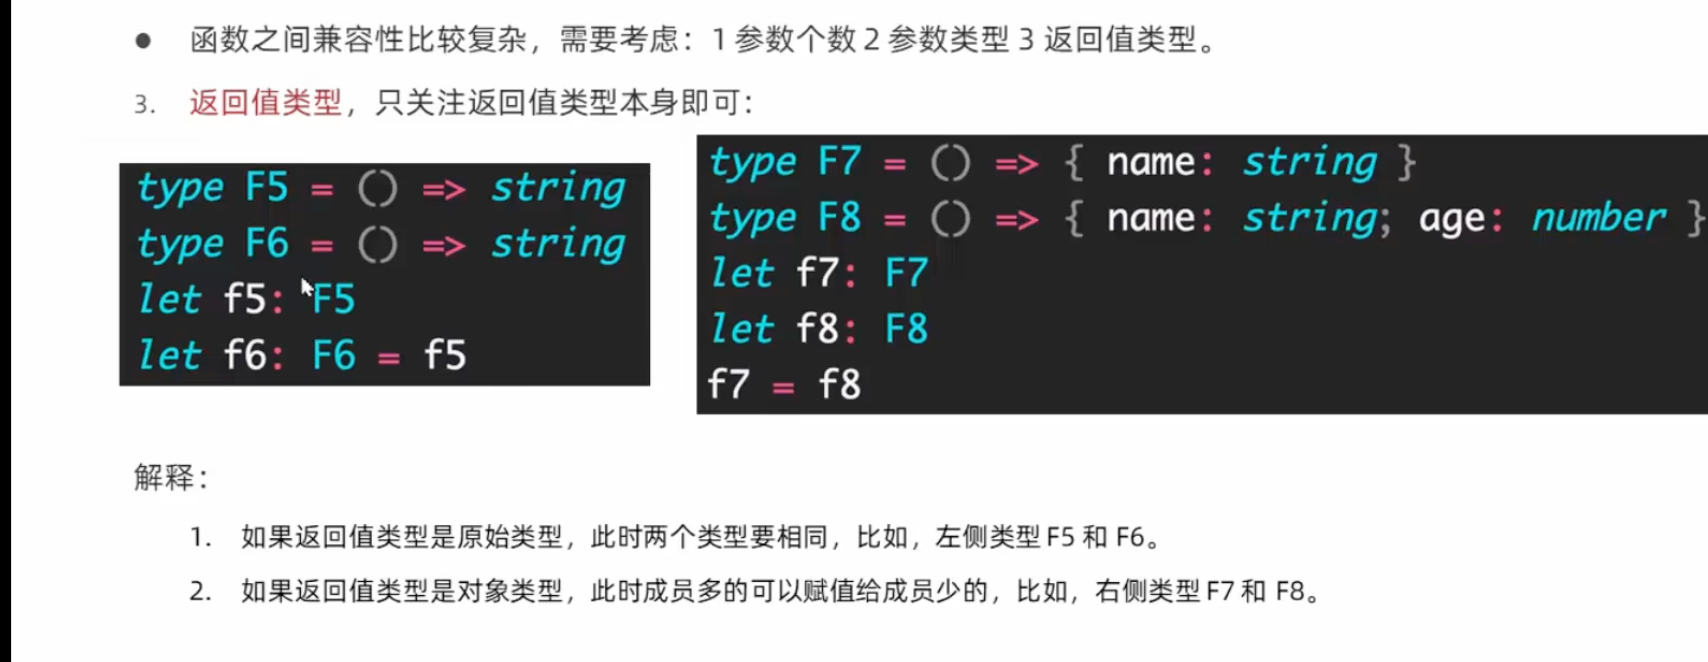 ● 函数之间兼容性比较复杂，需要考虑：1 参数个数 2 参数类型 3 返回值类型。
3. 返回值类型，只关注返回值类型本身即可：
type F5 = () => string
type F6 = () => string
let f5: F5
let f6: F6 = f5
type F7 = () => { name: string }
type F8 = () => { name: string; age: number }
let f7: F7
let f8: F8
f7 = f8
解释：
1. 如果返回值类型是原始类型，此时两个类型要相同，比如，左侧类型 F5 和 F6。
2. 如果返回值类型是对象类型，此时成员多的可以赋值给成员少的，比如，右侧类型 F7 和 F8。